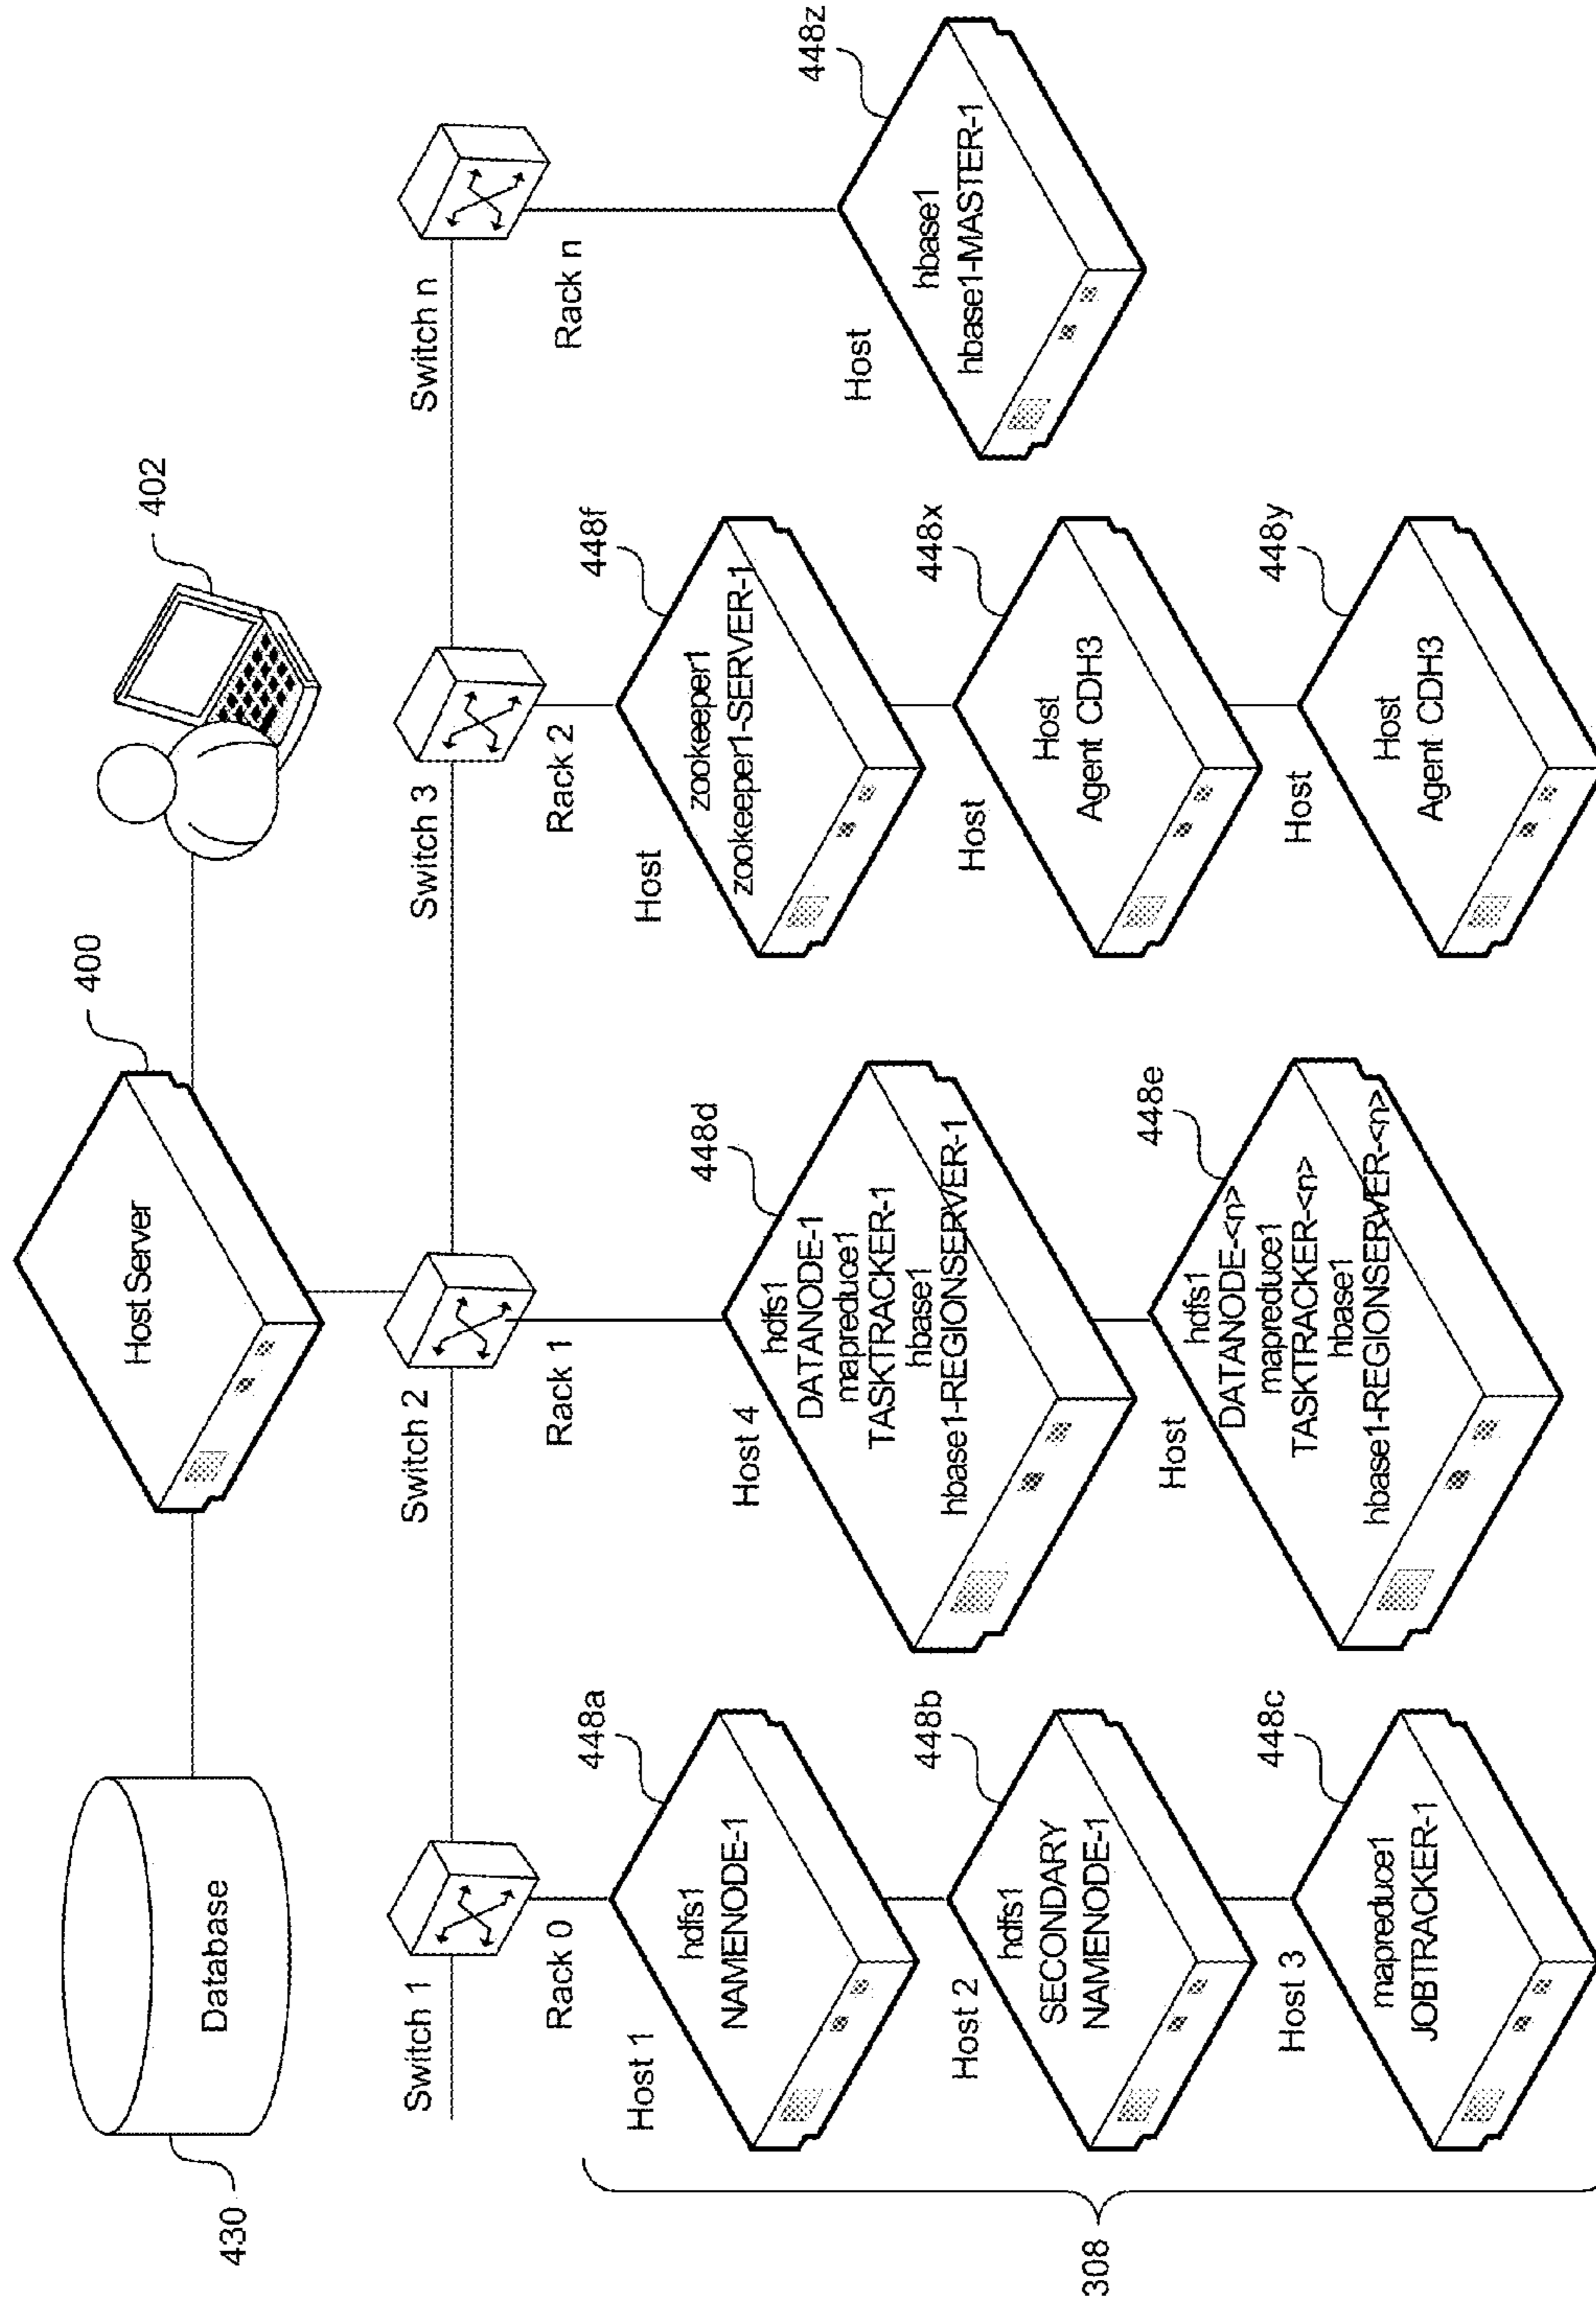 430
Database
Host Server
400
402
Switch 1
Switch 2
Switch 3
Switch n
Rack 0
Rack 1
Rack 2
Rack n
308
Host 1
448a
hdfs1
NAMENODE-1
Host 2
448b
hdfs1
SECONDARY
NAMENODE-1
Host 3
448c
mapreduce1
JOBTRACKER-1
Host 4
448d
hdfs1
DATANODE-1
mapreduce1
TASKTRACKER-1
hbase1
hbase1-REGIONSERVER-1
Host
448e
hdfs1
DATANODE-<n>
mapreduce1
TASKTRACKER-<n>
hbase1
hbase1-REGIONSERVER-<n>
Host
448f
zookeeper1
zookeeper1-SERVER-1
Host
448x
Host
Agent CDH3
Host
448y
Host
Agent CDH3
Host
448z
hbase1
hbase1-MASTER-1